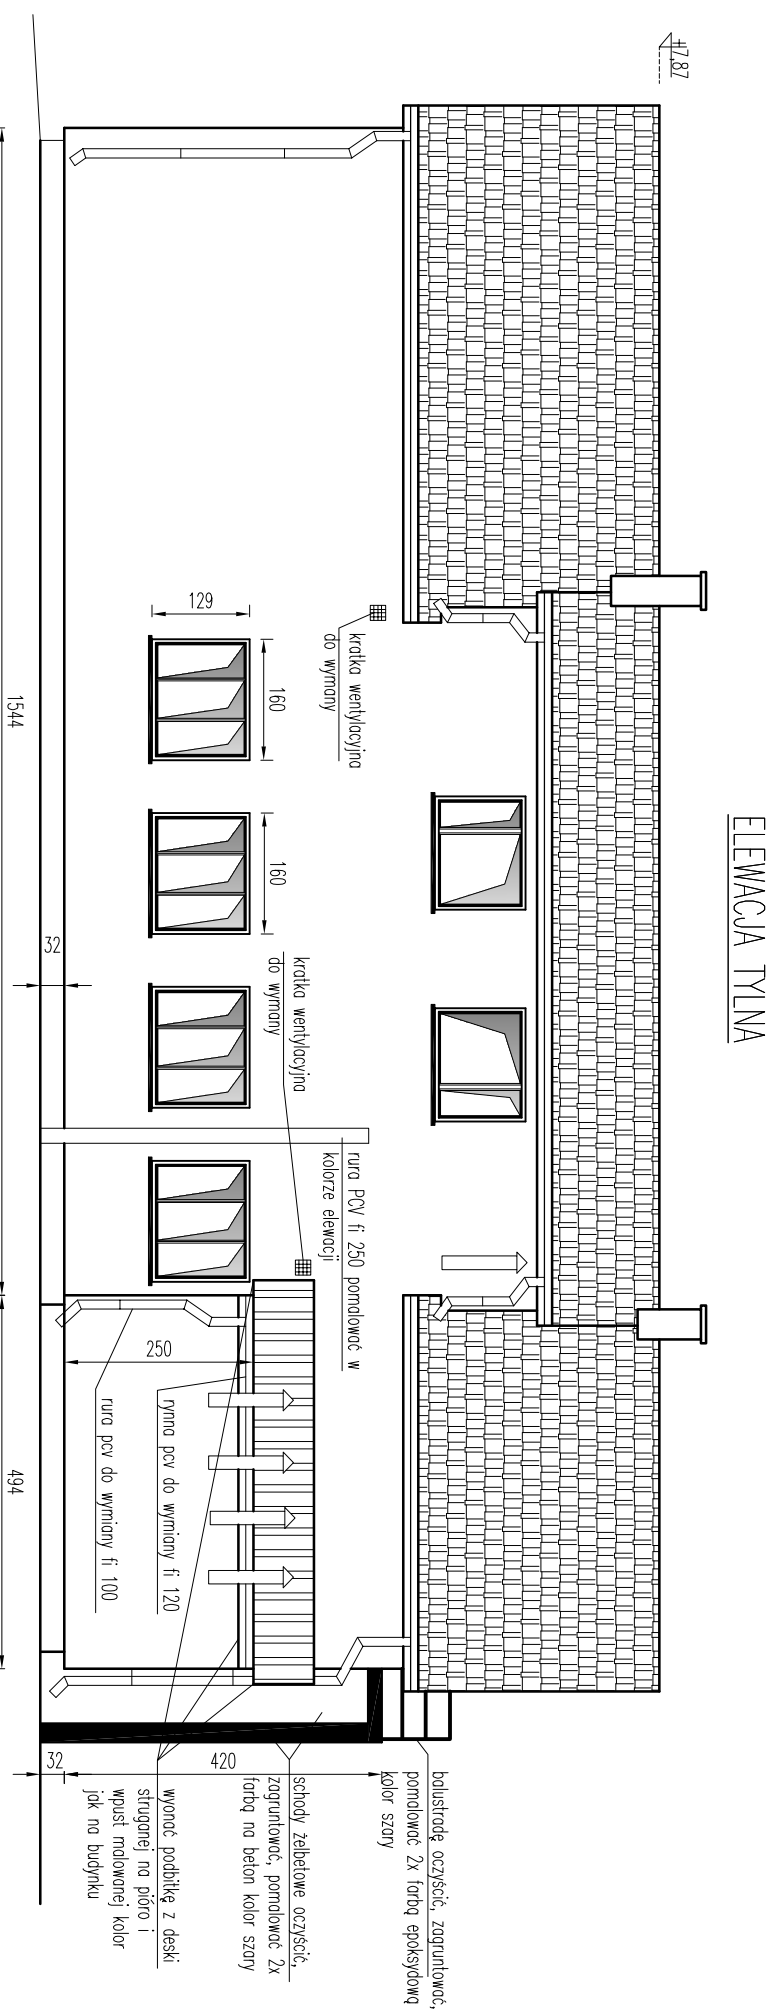 ELEWACJA TYLNA
+7,87
kratka wentylacyjna
do wymany
129
160
160
kratka wentylacyjna
do wymany
rura PCV fi 250 pomalować w
kolorze elewacji
32
1544
250
rynna pcv do wymiany fi 120
rura pcv do wymiany fi 100
494
balustradę oczyścić, zagruntować,
pomalować 2x farbą epoksydową
kolor szary
schody żelbetowe oczyścić,
zagruntować, pomalować 2x
farbą na beton kolor szary
420
32
wyonać podbitkę z deski
struganej na pióro i
wpust malowanej kolor
jak na budynku